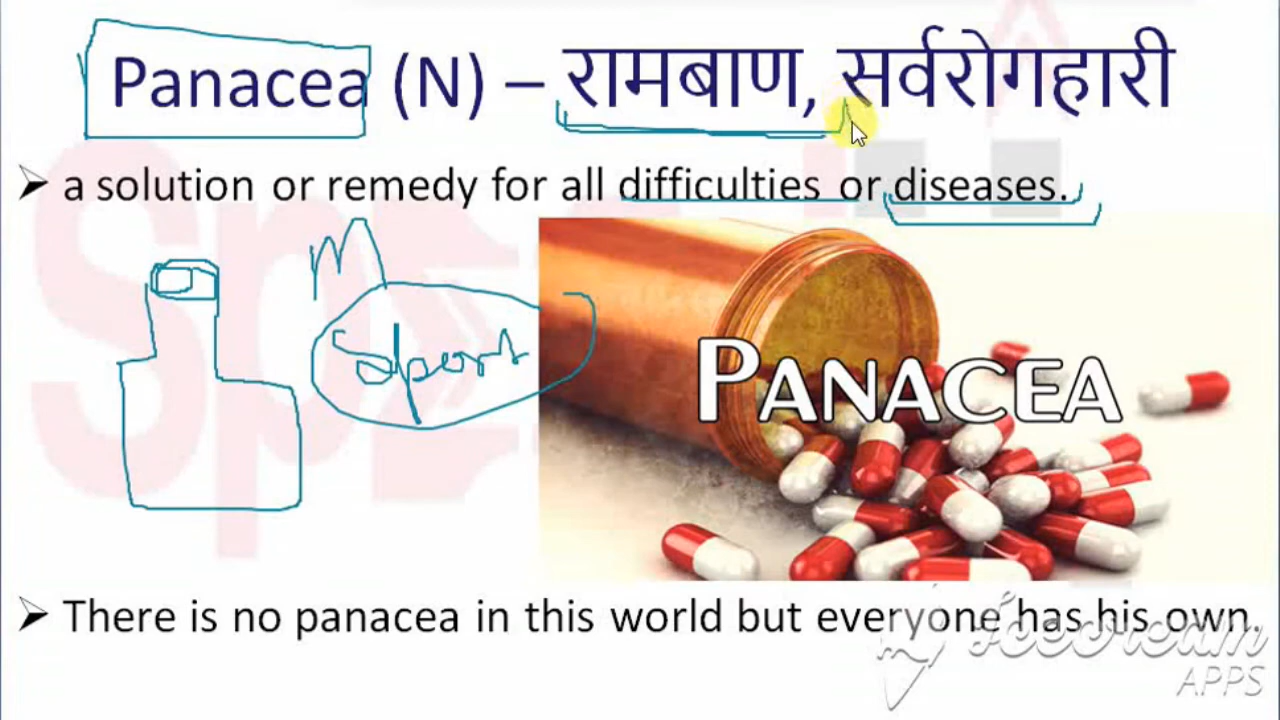 Panacea (N) – रामबाण, सर्वरोगहारी
a solution or remedy for all difficulties or diseases.
M
Sport
PANACEA
There is no panacea in this world but everyone has his own.
Icecream
APPS